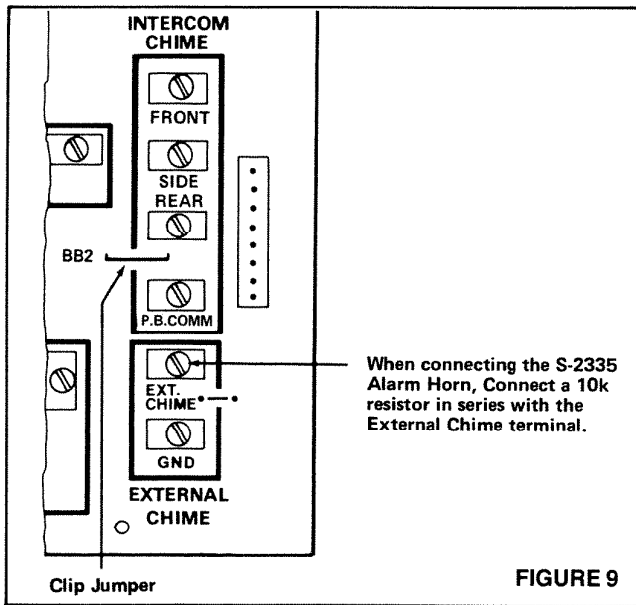 INTERCOM
CHIME
FRONT
SIDE
REAR
BB2
P.B.COMM
EXT.
CHIME
GND
EXTERNAL
CHIME
When connecting the S-2335
Alarm Horn, Connect a 10k
resistor in series with the
External Chime terminal.
Clip Jumper
FIGURE 9